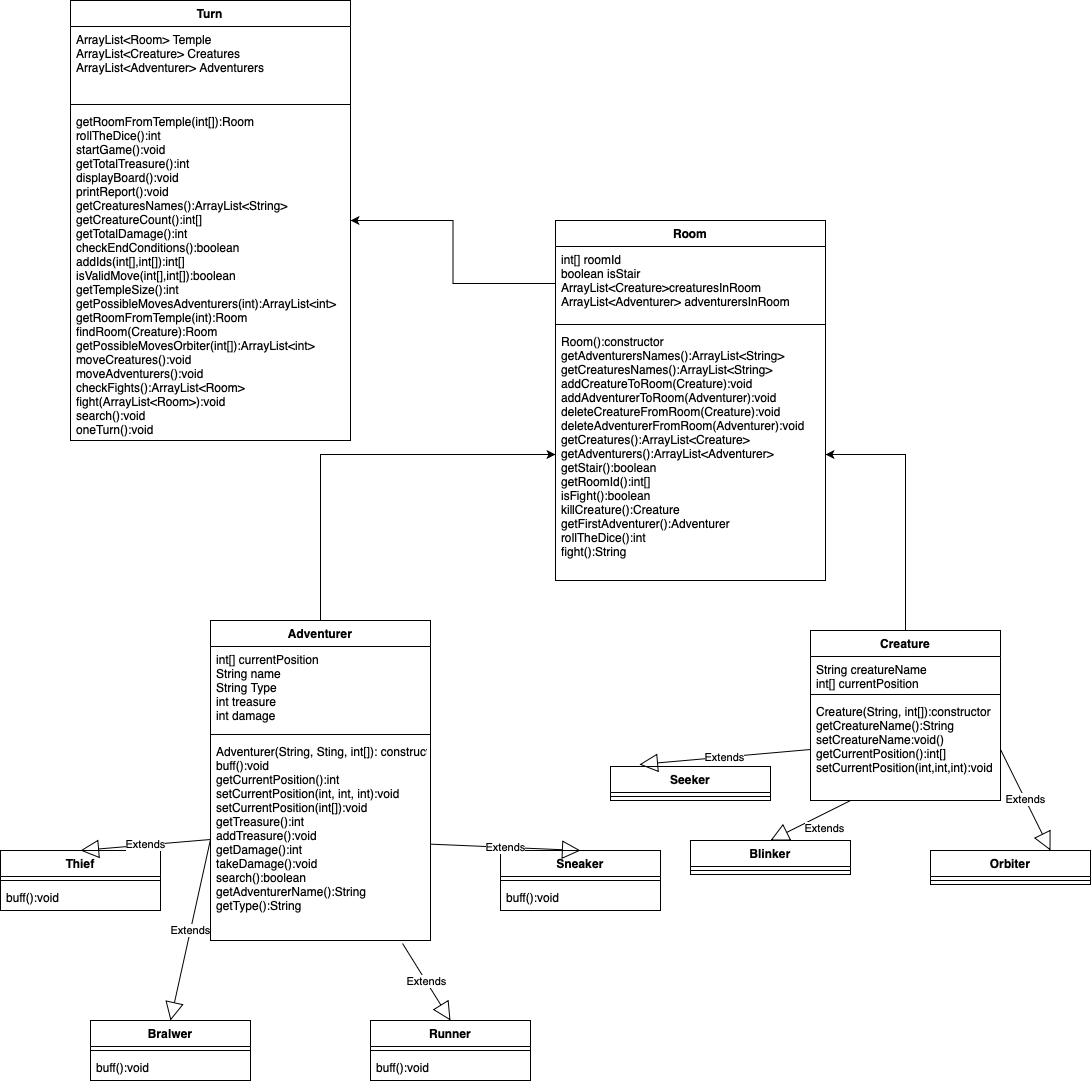 Turn
ArrayList<Room> Temple
ArrayList<Creature> Creatures
ArrayList<Adventurer> Adventurers
getRoomFromTemple(int[]):Room
rollTheDice():int
startGame():void
getTotalTreasure():int
displayBoard():void
printReport():void
getCreaturesNames():ArrayList<String>
getCreatureCount():int[]
getTotalDamage():int
checkEndConditions():boolean
addIds(int[],int[]):int[]
isValidMove(int[],int[]):boolean
getTempleSize():int
getPossibleMovesAdventurers(int):ArrayList<int>
getRoomFromTemple(int):Room
findRoom(Creature):Room
getPossibleMovesOrbiter(int[]):ArrayList<int>
moveCreatures():void
moveAdventurers():void
checkFights():ArrayList<Room>
fight(ArrayList<Room>):void
search():void
oneTurn():void
Room
int[] roomId
boolean isStair
ArrayList<Creature>creaturesInRoom
ArrayList<Adventurer> adventurersInRoom
Room():constructor
getAdventurersNames():ArrayList<String>
getCreaturesNames():ArrayList<String>
addCreatureToRoom(Creature):void
addAdventurerToRoom(Adventurer):void
deleteCreatureFromRoom(Creature):void
deleteAdventurerFromRoom(Adventurer):void
getCreatures():ArrayList<Creature>
getAdventurers():ArrayList<Adventurer>
getStair():boolean
getRoomId():int[]
isFight():boolean
killCreature():Creature
getFirstAdventurer():Adventurer
rollTheDice():int
fight():String
Adventurer
int[] currentPosition
String name
String Type
int treasure
int damage
Adventurer(String, Sting, int[]): construc
buff():void
getCurrentPosition():int
setCurrentPosition(int, int, int):void
setCurrentPosition(int[]):void
getTreasure():int
addTreasure():void
getDamage():int
takeDamage():void
search():boolean
getAdventurerName():String
getType():String
Creature
String creatureName
int[] currentPosition
Creature(String, int[]):constructor
getCreatureName():String
setCreatureName:void()
getCurrentPosition():int[]
setCurrentPosition(int,int,int):void
Extends
Seeker
Extends
Blinker
Extends
Orbiter
Extends
Thief
buff():void
Extends
Sneaker
buff():void
Extends
Bralwer
buff():void
Extends
Runner
buff():void